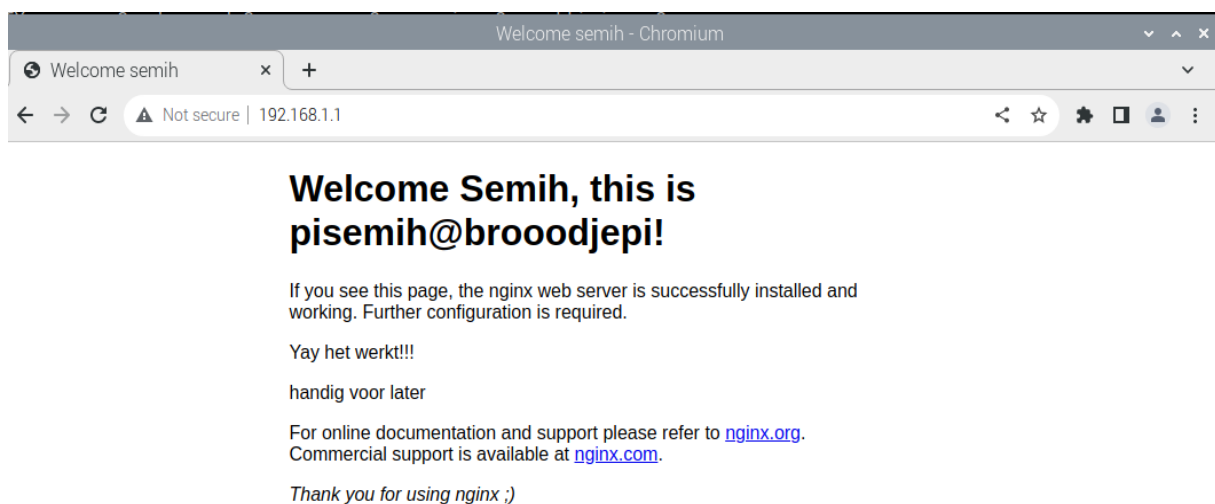 Welcome semih - Chromium
Welcome semih
Not secure | 192.168.1.1
Welcome Semih, this is
pisemih@brooodjepi!
If you see this page, the nginx web server is successfully installed and
working. Further configuration is required.
Yay het werkt!!!
handig voor later
For online documentation and support please refer to nginx.org.
Commercial support is available at nginx.com.
Thank you for using nginx ;)